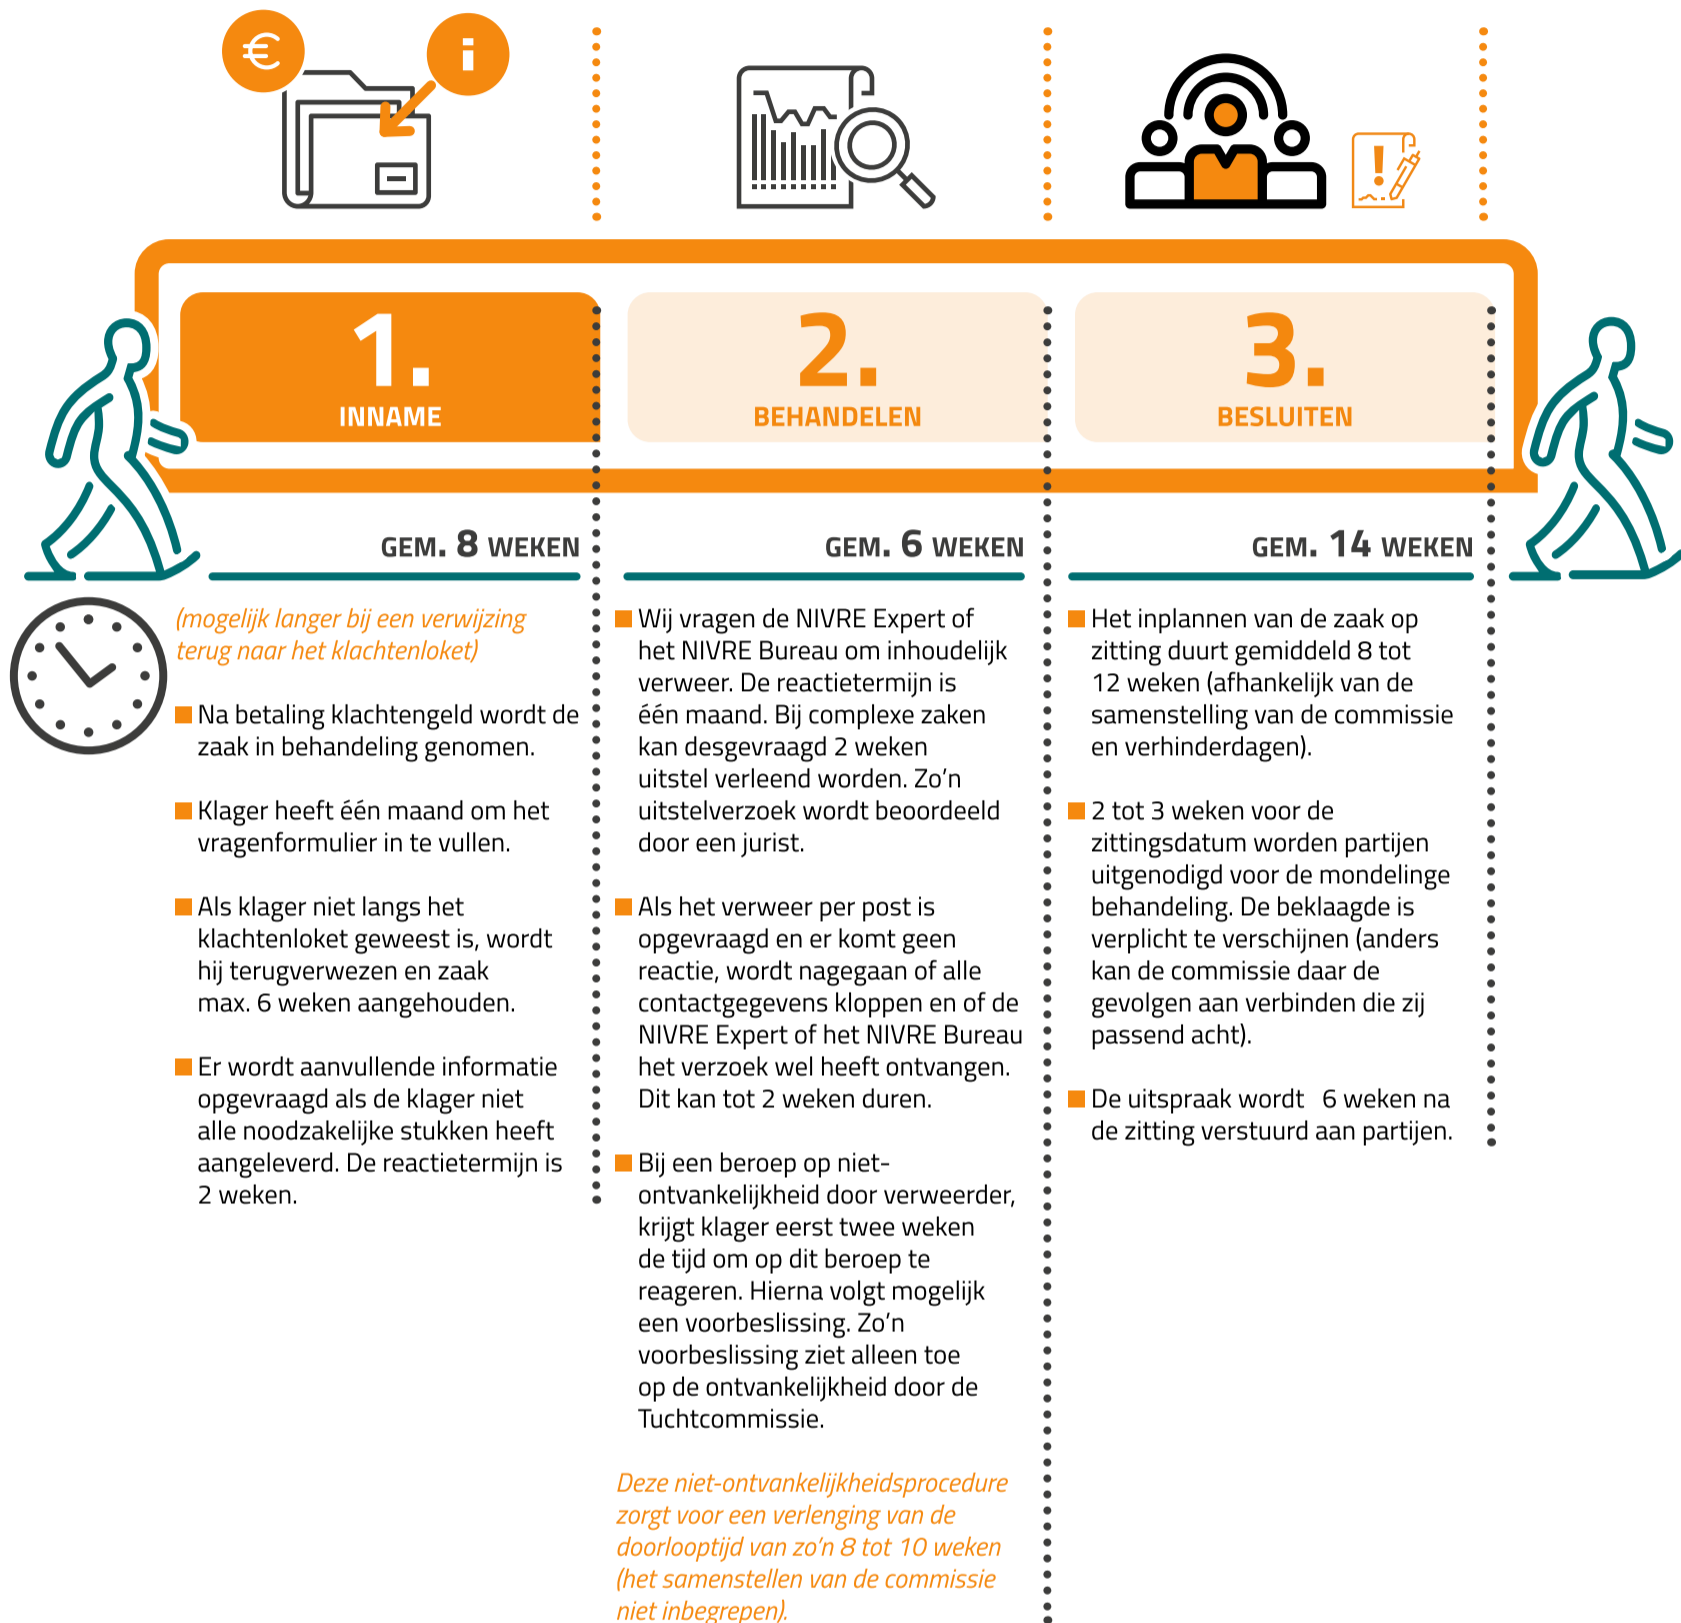 €
i
1.
INNAME
2.
BEHANDELEN
3.
BESLUITEN
GEM. 8 WEKEN
(mogelijk langer bij een verwijzing
terug naar het klachtenloket)
■ Na betaling klachtengeld wordt de
zaak in behandeling genomen.
■ Klager heeft één maand om het
vragenformulier in te vullen.
■ Als klager niet langs het
klachtenloket geweest is, wordt
hij terugverwezen en zaak
max. 6 weken aangehouden.
■ Er wordt aanvullende informatie
opgevraagd als de klager niet
alle noodzakelijke stukken heeft
aangeleverd. De reactietermijn is
2 weken.
GEM. 6 WEKEN
■ Wij vragen de NIVRE Expert of
het NIVRE Bureau om inhoudelijk
verweer. De reactietermijn is
één maand. Bij complexe zaken
kan desgevraagd 2 weken
uitstel verleend worden. Zo’n
uitstelverzoek wordt beoordeeld
door een jurist.
■ Als het verweer per post is
opgevraagd en er komt geen
reactie, wordt nagegaan of alle
contactgegevens kloppen en of de
NIVRE Expert of het NIVRE Bureau
het verzoek wel heeft ontvangen.
Dit kan tot 2 weken duren.
■ Bij een beroep op niet-
ontvankelijkheid door verweerder,
krijgt klager eerst twee weken
de tijd om op dit beroep te
reageren. Hierna volgt mogelijk
een voorbeslissing. Zo’n
voorbeslissing ziet alleen toe
op de ontvankelijkheid door de
Tuchtcommissie.
Deze niet-ontvankelijkheidsprocedure
zorgt voor een verlenging van de
doorlooptijd van zo’n 8 tot 10 weken
(het samenstellen van de commissie
niet inbegrepen).
GEM. 14 WEKEN
■ Het inplannen van de zaak op
zitting duurt gemiddeld 8 tot
12 weken (afhankelijk van de
samenstelling van de commissie
en verhinderdagen).
■ 2 tot 3 weken voor de
zittingsdatum worden partijen
uitgenodigd voor de mondelinge
behandeling. De beklaagde is
verplicht te verschijnen (anders
kan de commissie daar de
gevolgen aan verbinden die zij
passend acht).
■ De uitspraak wordt 6 weken na
de zitting verstuurd aan partijen.